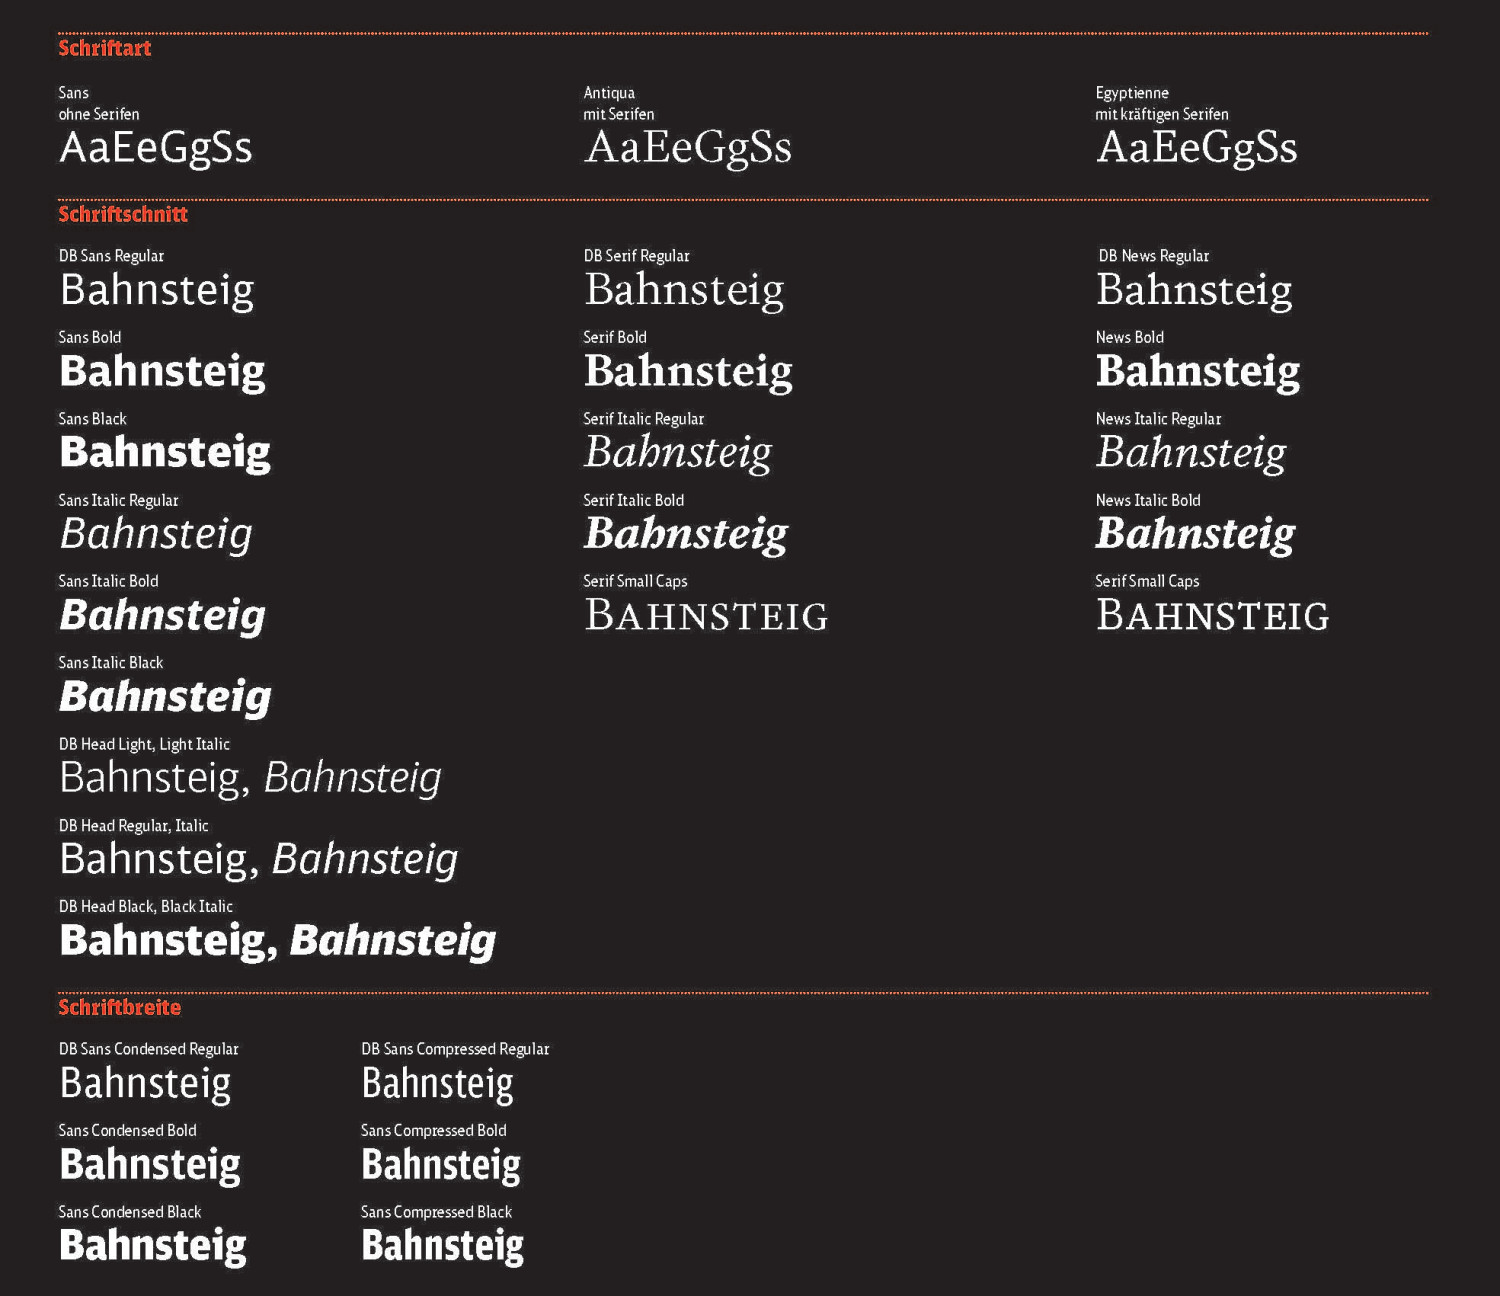 Schriftart
Sans
ohne Serifen
AaEeGgSs
Antiqua
mit Serifen
AaEeGgSs
Egyptienne
mit kräftigen Serifen
AaEeGgSs
Schriftschnitt
DB Sans Regular
Bahnsteig
Sans Bold
Bahnsteig
Sans Black
Bahnsteig
Sans Italic Regular
Bahnsteig
Sans Italic Bold
Bahnsteig
Sans Italic Black
Bahnsteig
DB Head Light, Light Italic
Bahnsteig, Bahnsteig
DB Head Regular, Italic
Bahnsteig, Bahnsteig
DB Head Black, Black Italic
Bahnsteig, Bahnsteig
DB Serif Regular
Bahnsteig
Serif Bold
Bahnsteig
Serif Italic Regular
Bahnsteig
Serif Italic Bold
Bahnsteig
Serif Small Caps
BAHNSTEIG
DB News Regular
Bahnsteig
News Bold
Bahnsteig
News Italic Regular
Bahnsteig
News Italic Bold
Bahnsteig
Serif Small Caps
BAHNSTEIG
Schriftbreite
DB Sans Condensed Regular
Bahnsteig
Sans Condensed Bold
Bahnsteig
Sans Condensed Black
Bahnsteig
DB Sans Compressed Regular
Bahnsteig
Sans Compressed Bold
Bahnsteig
Sans Compressed Black
Bahnsteig